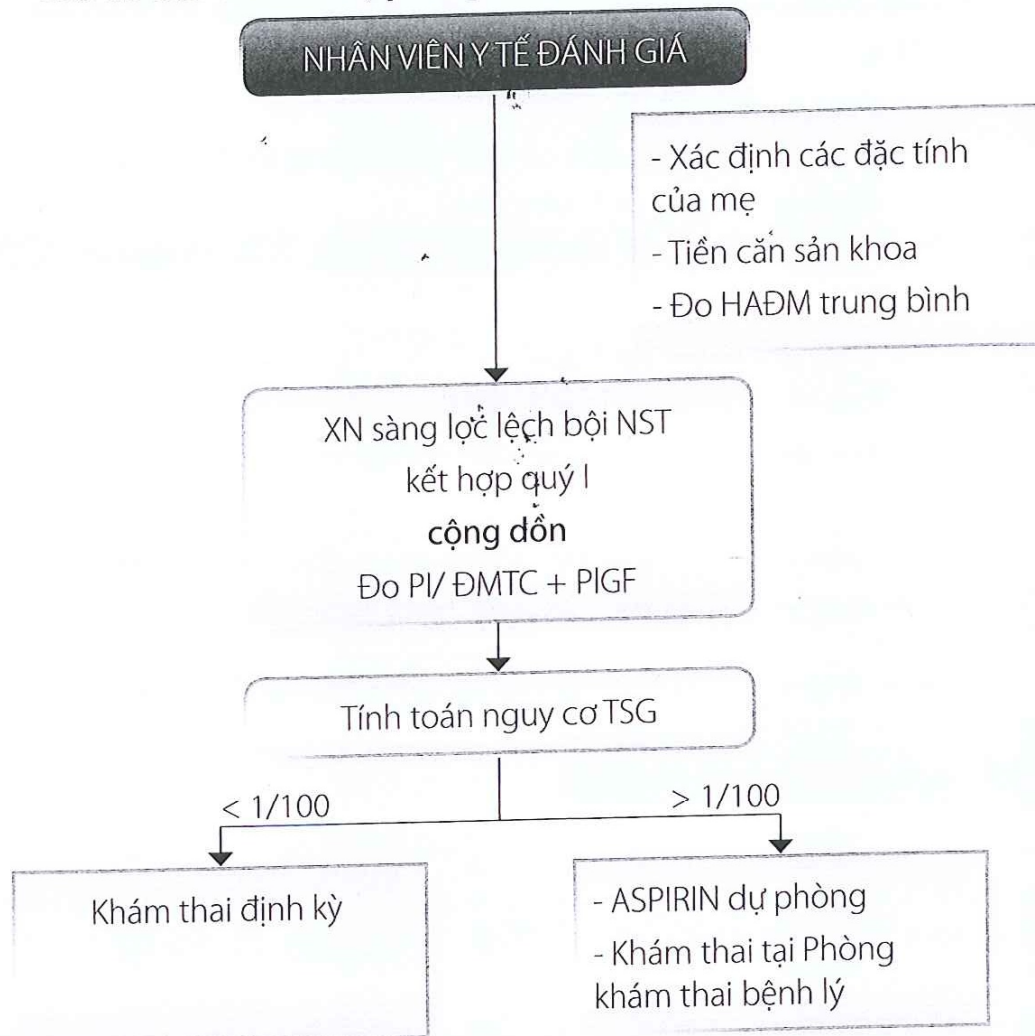 NHÂN VIÊN Y TẾ ĐÁNH GIÁ
- Xác định các đặc tính
của mẹ
- Tiền căn sản khoa
- Đo HAĐM trung bình
XN sàng lọc lệch bội NST
kết hợp quý I
cộng dồn
Đo PI/ ĐMTC + PlGF
Tính toán nguy cơ TSG
< 1/100
> 1/100
Khám thai định kỳ
- ASPIRIN dự phòng
- Khám thai tại Phòng
khám thai bệnh lý